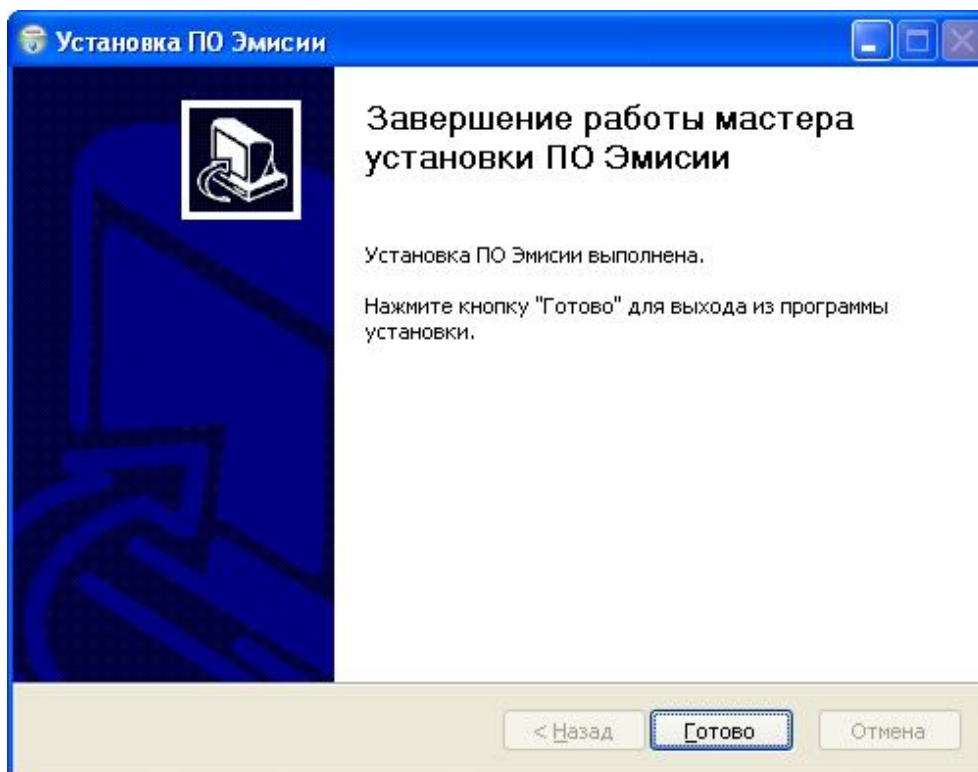 Установка ПО Эмисии
Завершение работы мастера
установки ПО Эмисии
Установка ПО Эмисии выполнена.
Нажмите кнопку "Готово" для выхода из программы
установки.
< Назад
Готово
Отмена